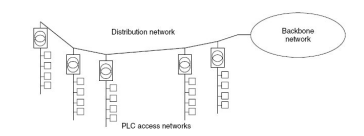 Distribution network
Backbone
network
PLC access networks